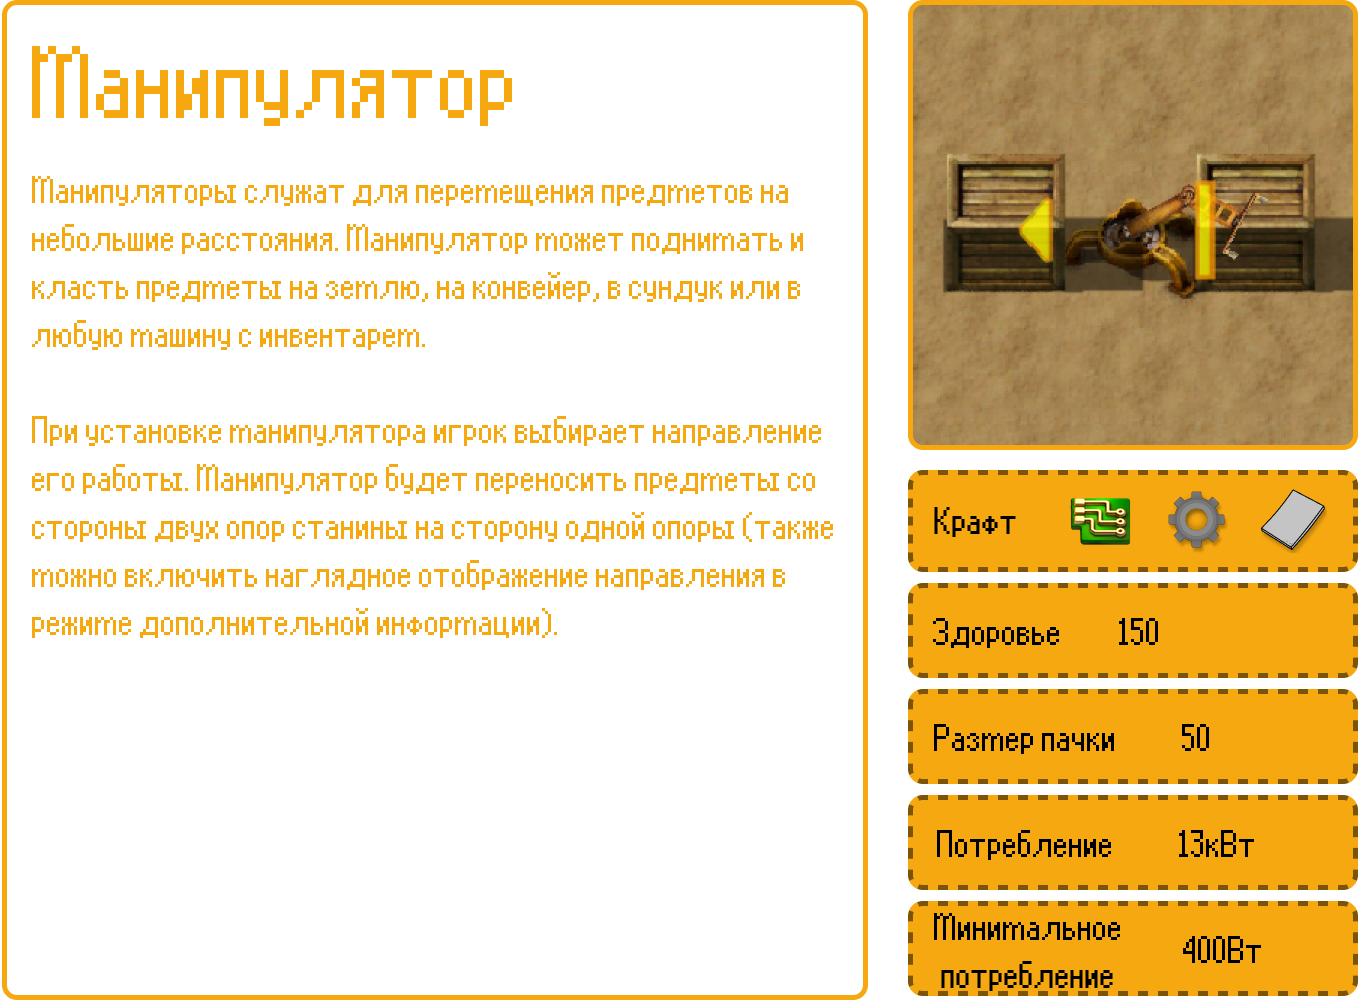 Манипулятор
Манипуляторы служат для перемещения предметов на
небольшие расстояния. Манипулятор может поднимать и
класть предметы на землю, на конвейер, в сундук или в
любую машину с инвентарем.
При установке манипулятора игрок выбирает направление
его работы. Манипулятор будет переносить предметы со
стороны двух опор станины на сторону одной опоры (также
можно включить наглядное отображение направления в
режиме дополнительной информации).
Крафт
Здоровье 150
Размер пачки 50
Потребление 13кВт
Минимальное
потребление
400Вт